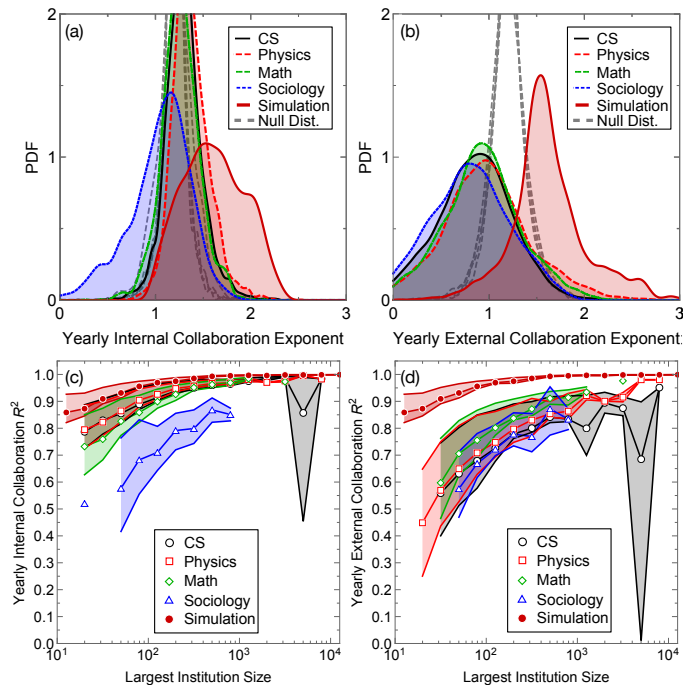 (a)
CS
Physics
Math
Sociology
Simulation
Null Dist.
PDF
2
1
0
0 1 2 3
Yearly Internal Collaboration Exponent
(b)
CS
Physics
Math
Sociology
Simulation
Null Dist.
PDF
2
1
0
0 1 2 3
Yearly External Collaboration Exponent:
(c)
CS
Physics
Math
Sociology
Simulation
Yearly Internal Collaboration R²
1.0
0.9
0.8
0.7
0.6
0.5
0.4
0.3
0.2
0.1
0.0
10¹ 10² 10³ 10⁴
Largest Institution Size
(d)
CS
Physics
Math
Sociology
Simulation
Yearly External Collaboration R²
1.0
0.9
0.8
0.7
0.6
0.5
0.4
0.3
0.2
0.1
0.0
10¹ 10² 10³ 10⁴
Largest Institution Size